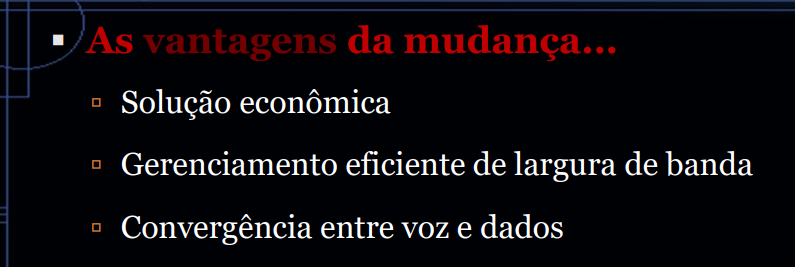 As vantagens da mudança...
Solução econômica
Gerenciamento eficiente de largura de banda
Convergência entre voz e dados